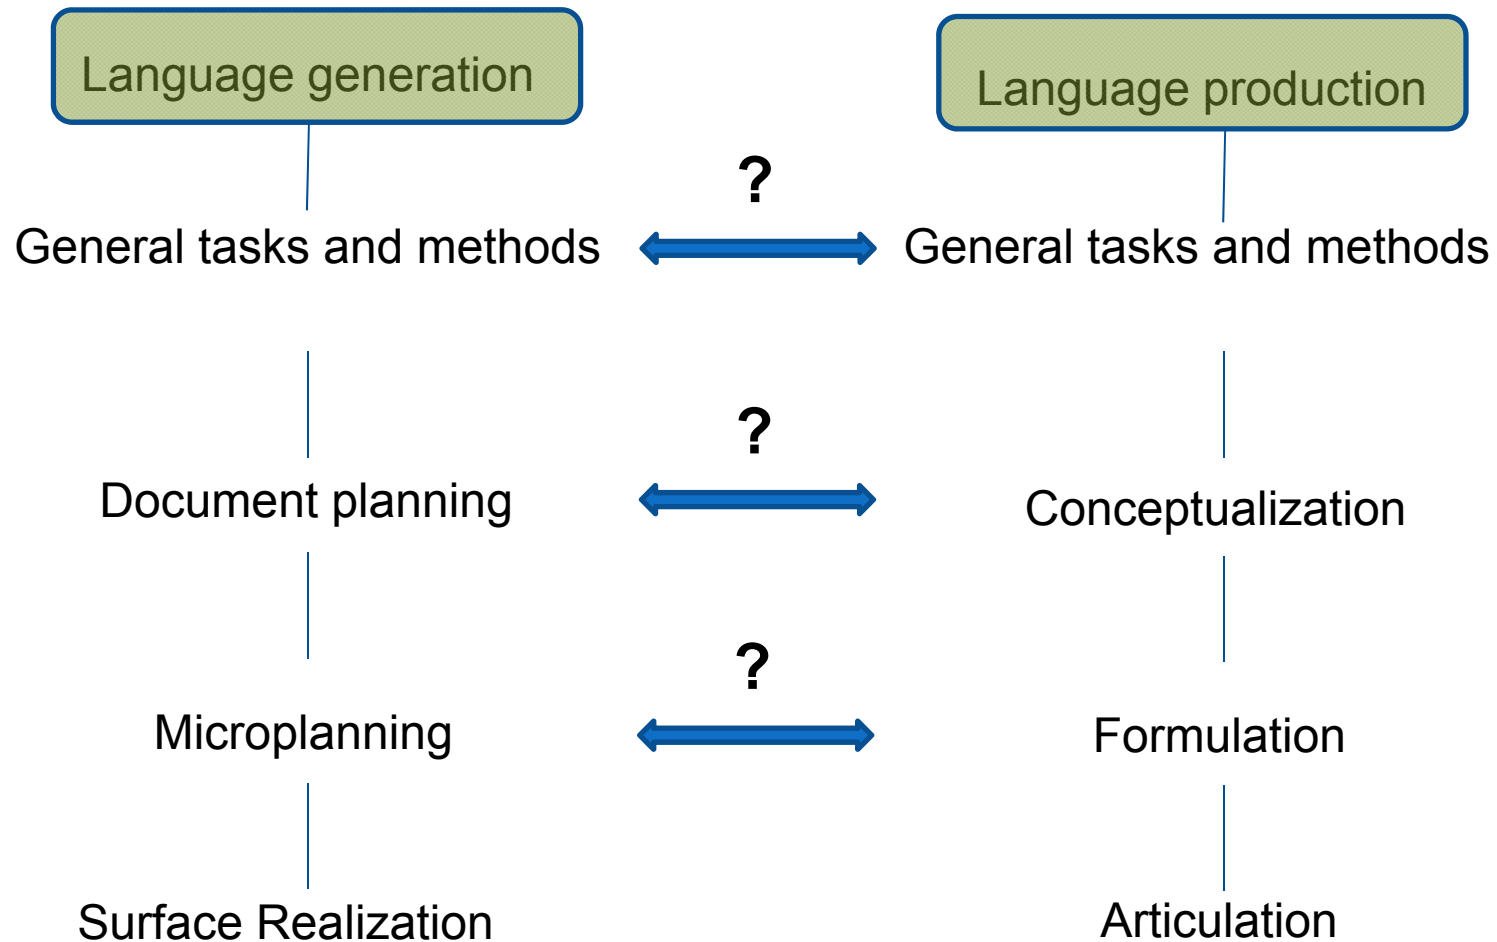 Language generation
Language production
?
General tasks and methods
General tasks and methods
?
Document planning
Conceptualization
?
Microplanning
Formulation
Surface Realization
Articulation